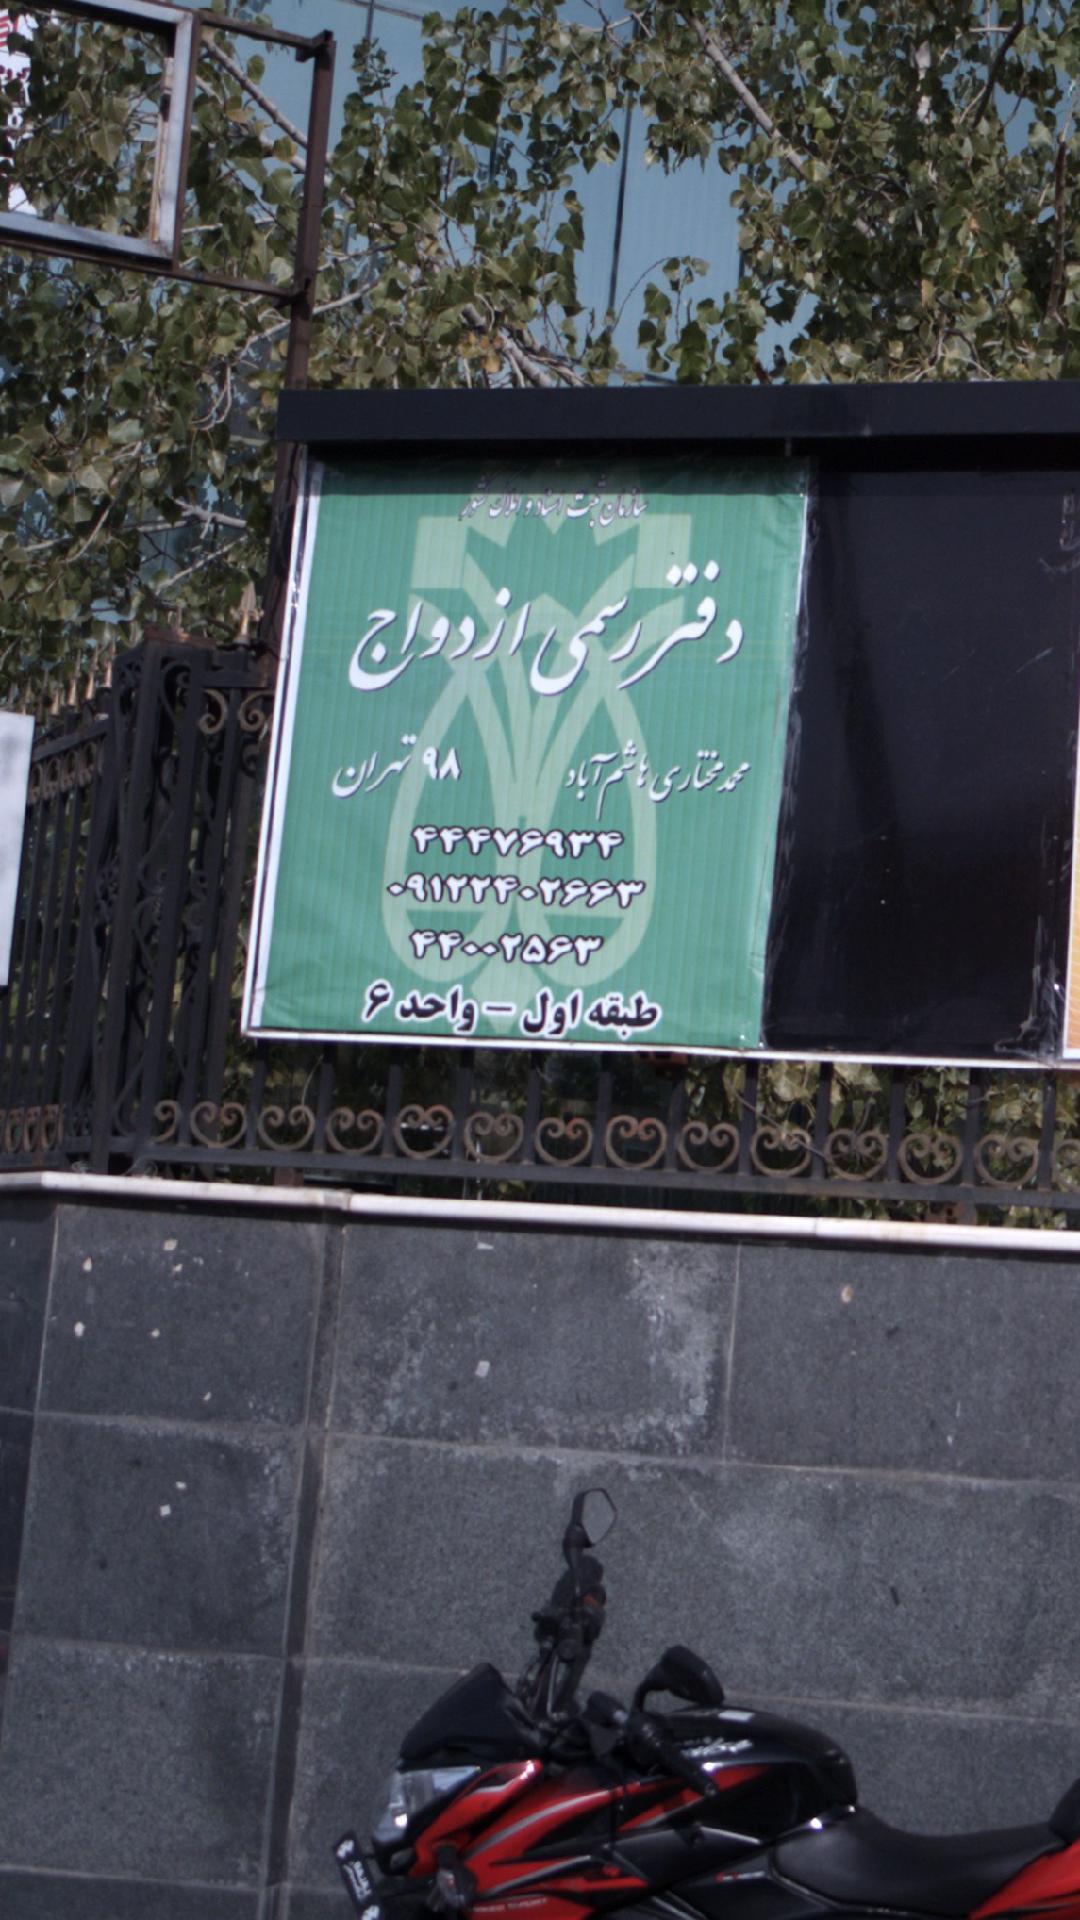 سازمان ثبت اسناد و املاک کشور
دفتر رسمی ازدواج
محمد مختاری هاشم آباد ۹۸ تهران
۴۴۴۷۶۹۳۴
۰۹۱۲۲۴۰۲۶۶۳
۴۴۰۰۲۵۶۳
طبقه اول - واحد ۶